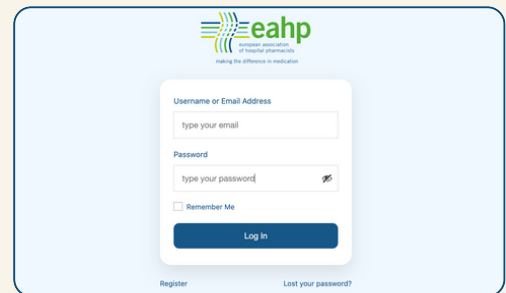 eahp
european association
of hospital pharmacists
making the difference in medication
Username or Email Address
type your email
Password
type your password
Remember Me
Log In
Register
Lost your password?